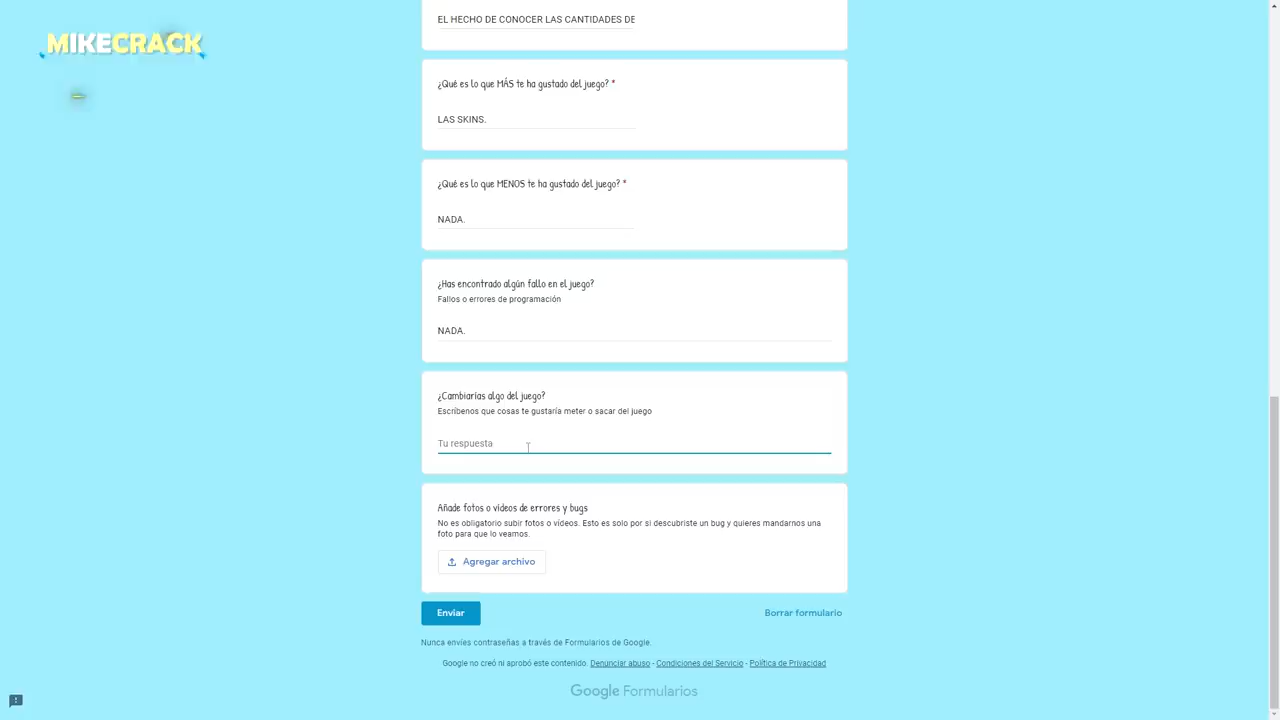 MIKECRACK
EL HECHO DE CONOCER LAS CANTIDADES DE
¿Qué es lo que MÁS te ha gustado del juego? *
LAS SKINS.
¿Qué es lo que MENOS te ha gustado del juego? *
NADA.
¿Has encontrado algún fallo en el juego?
Fallos o errores de programación
NADA.
¿Cambiarías algo del juego?
Escríbenos que cosas te gustaría meter o sacar del juego
Tu respuesta
Añade fotos o vídeos de errores y bugs
No es obligatorio subir fotos o vídeos. Esto es solo por si descubriste un bug y quieres mandarnos una
foto para que lo veamos.
Agregar archivo
Enviar
Borrar formulario
Nunca envíes contraseñas a través de Formularios de Google.
Google no creó ni aprobó este contenido. Denunciar abuso - Condiciones del Servicio - Política de Privacidad
Google Formularios